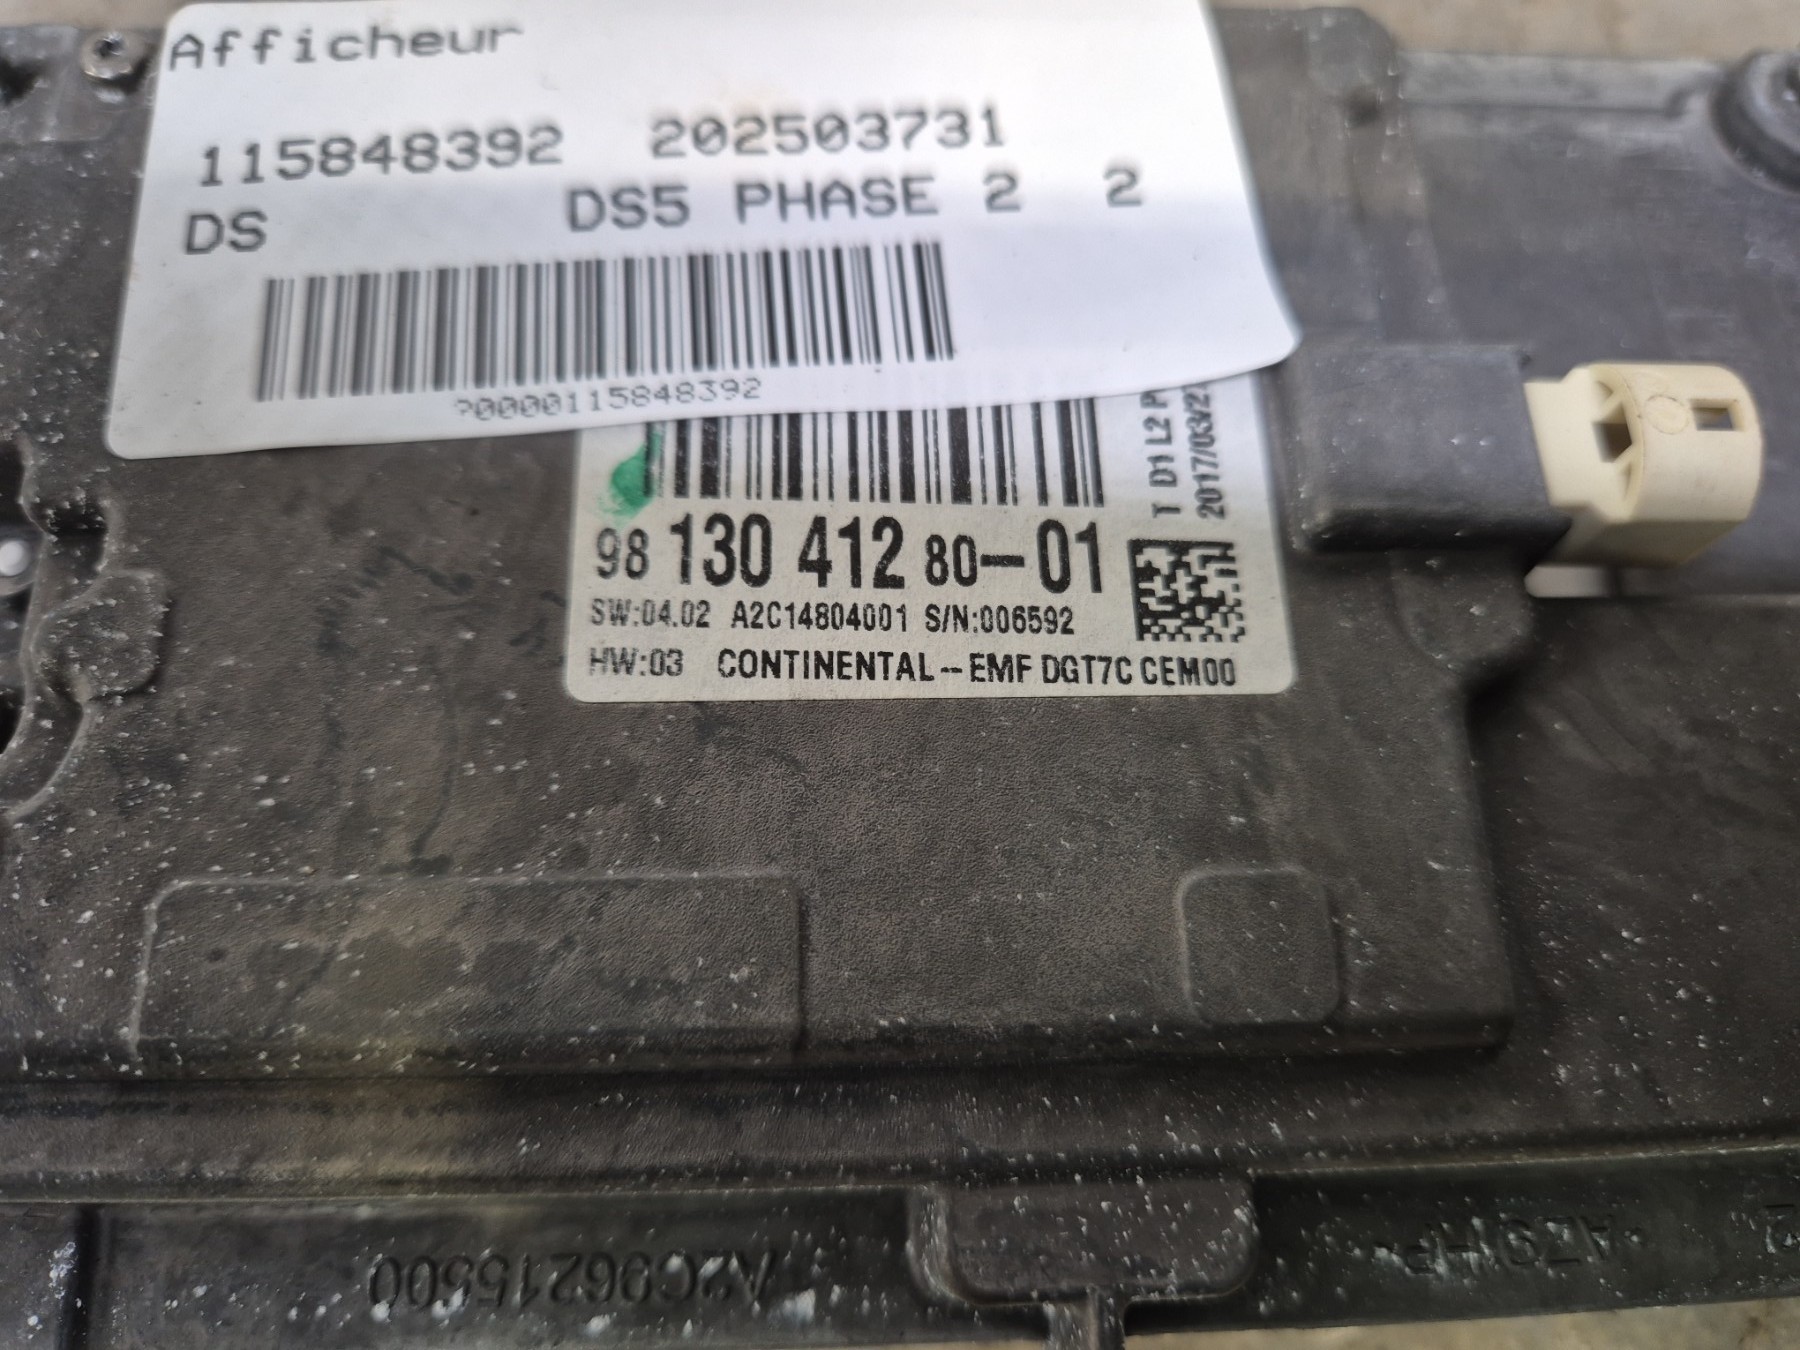 Afficheur
115848392 202503731
DS DS5 PHASE 2 2
0000115848392
T D1 L2
2017/03/
98 130 412 80-01
SW:04.02 A2C14804001 S/N:006592
HW:03 CONTINENTAL--EMF DGT7C CEM00
A2C96215500